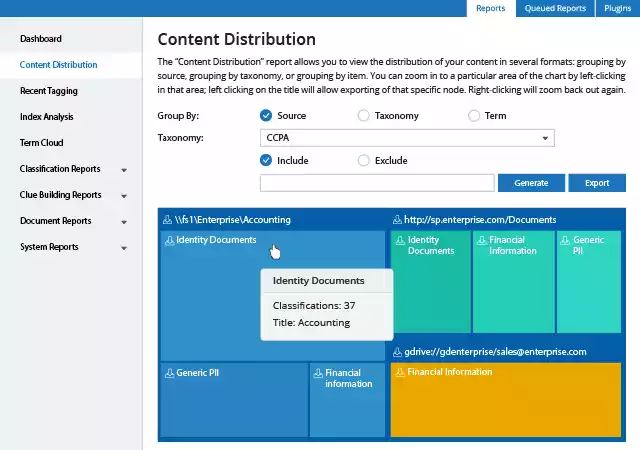 Reports Queued Reports Plugins
Dashboard
Content Distribution
Recent Tagging
Index Analysis
Term Cloud
Classification Reports
Clue Building Reports
Document Reports
System Reports
Content Distribution
The "Content Distribution" report allows you to view the distribution of your content in several formats: grouping by
source, grouping by taxonomy, or grouping by item. You can zoom in to a particular area of the chart by left-clicking
in that area; left clicking on the title will allow exporting of that specific node. Right-clicking will zoom back out again.
Group By: Source Taxonomy Term
Taxonomy: CCPA
Include Exclude
Generate Export
\\fs1\Enterprise\Accounting
Identity Documents
Identity Documents
Classifications: 37
Title: Accounting
Generic PII
Financial
information
http://sp.enterprise.com/Documents
Identity
Documents
Financial
Information
Generic
PII
gdrive://gdenterprise/sales@enterprise.com
Financial Information